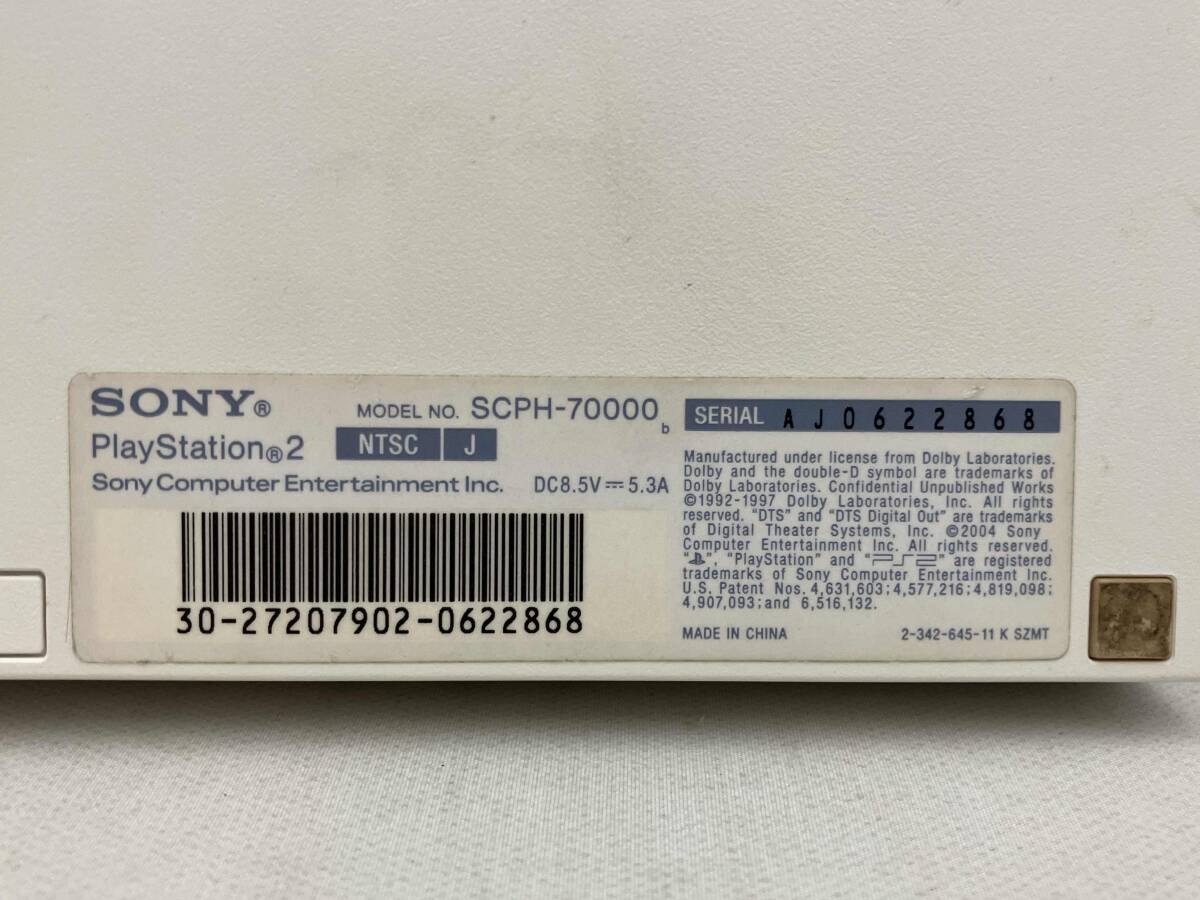 SONY®
MODEL NO. SCPH-70000 b
PlayStation®2 NTSC J
Sony Computer Entertainment Inc. DC8.5V⎓5.3A
30-27207902-0622868
SERIAL AJ0622868
Manufactured under license from Dolby Laboratories.
Dolby and the double-D symbol are trademarks of
Dolby Laboratories. Confidential Unpublished Works
©1992-1997 Dolby Laboratories, Inc. All rights
reserved. "DTS" and "DTS Digital Out" are trademarks
of Digital Theater Systems, Inc. ©2004 Sony
Computer Entertainment Inc. All rights reserved.
" ", "PlayStation" and "PS2" are registered
trademarks of Sony Computer Entertainment Inc.
U.S. Patent Nos. 4,631,603; 4,577,216; 4,819,098;
4,907,093; and 6,516,132.
MADE IN CHINA 2-342-645-11 K SZMT